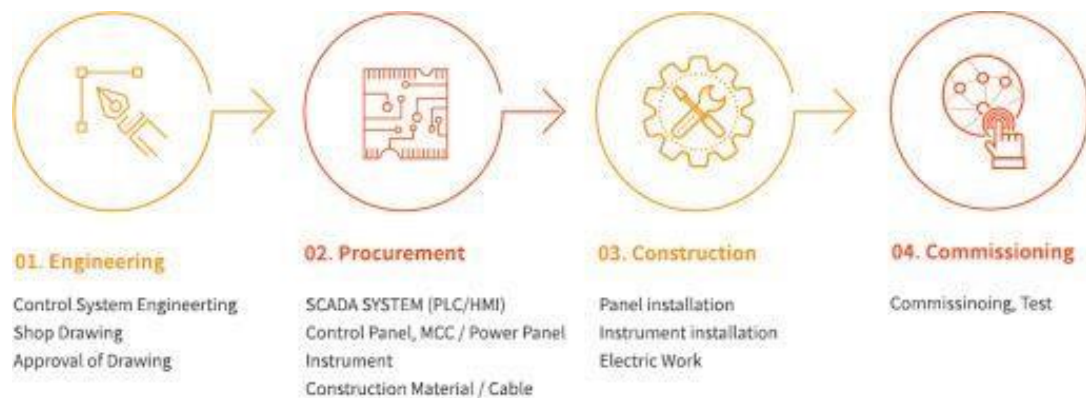 01. Engineering
Control System Engineerting
Shop Drawing
Approval of Drawing
02. Procurement
SCADA SYSTEM (PLC/HMI)
Control Panel, MCC / Power Panel
Instrument
Construction Material / Cable
03. Construction
Panel installation
Instrument installation
Electric Work
04. Commissioning
Commissinoing, Test